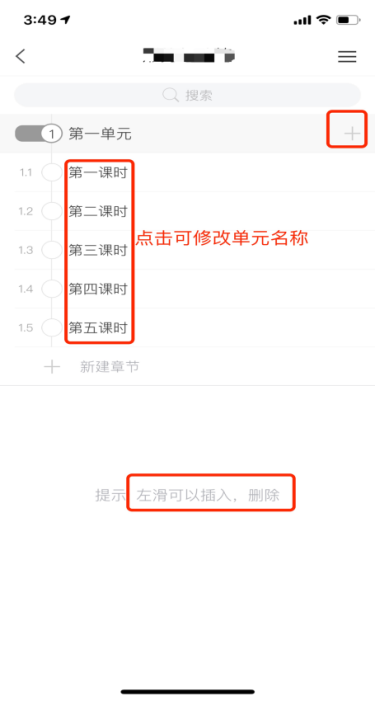 3:49
搜索
1 第一单元
1.1 第一课时
1.2 第二课时
点击可修改单元名称
1.3 第三课时
1.4 第四课时
1.5 第五课时
新建章节
提示 左滑可以插入，删除